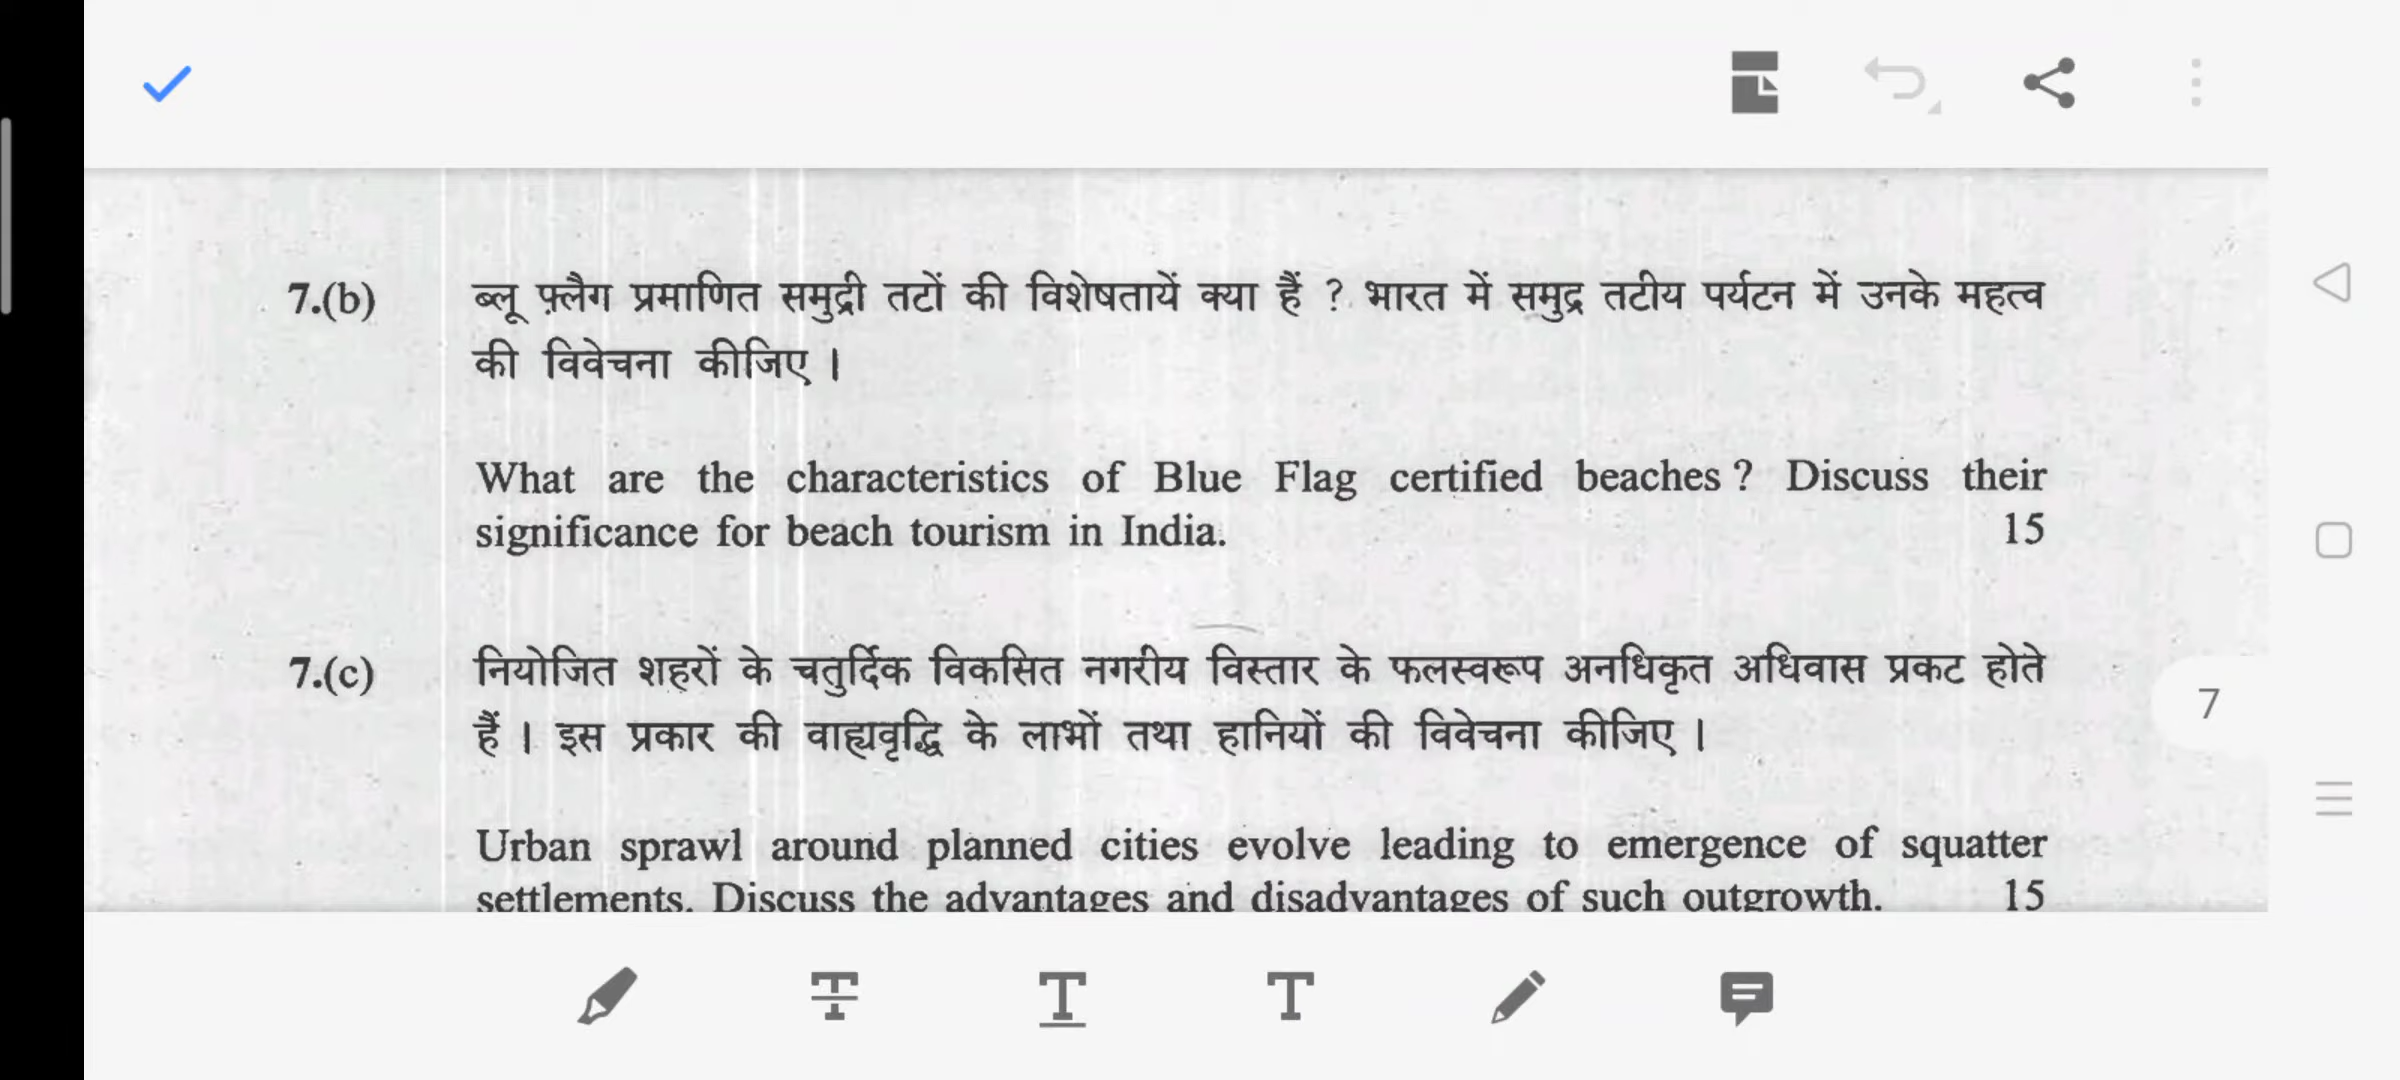 7.(b) ब्लू फ़्लैग प्रमाणित समुद्री तटों की विशेषतायें क्या हैं ? भारत में समुद्र तटीय पर्यटन में उनके महत्व
की विवेचना कीजिए ।
What are the characteristics of Blue Flag certified beaches ? Discuss their
significance for beach tourism in India. 15
7.(c) नियोजित शहरों के चतुर्दिक विकसित नगरीय विस्तार के फलस्वरूप अनधिकृत अधिवास प्रकट होते
हैं । इस प्रकार की वाह्यवृद्धि के लाभों तथा हानियों की विवेचना कीजिए ।
7
Urban sprawl around planned cities evolve leading to emergence of squatter
settlements. Discuss the advantages and disadvantages of such outgrowth. 15